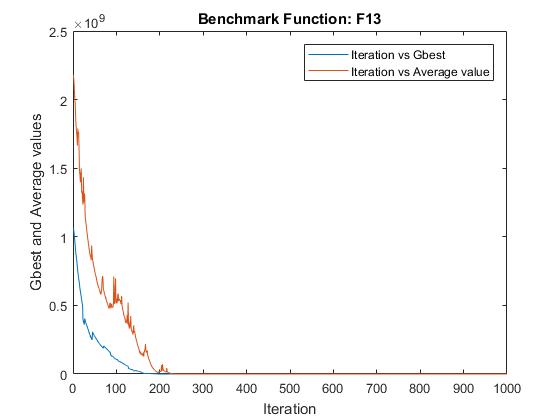 Benchmark Function: F13
×10^9
2.5
2
1.5
1
0.5
0
Gbest and Average values
Iteration vs Gbest
Iteration vs Average value
0 100 200 300 400 500 600 700 800 900 1000
Iteration